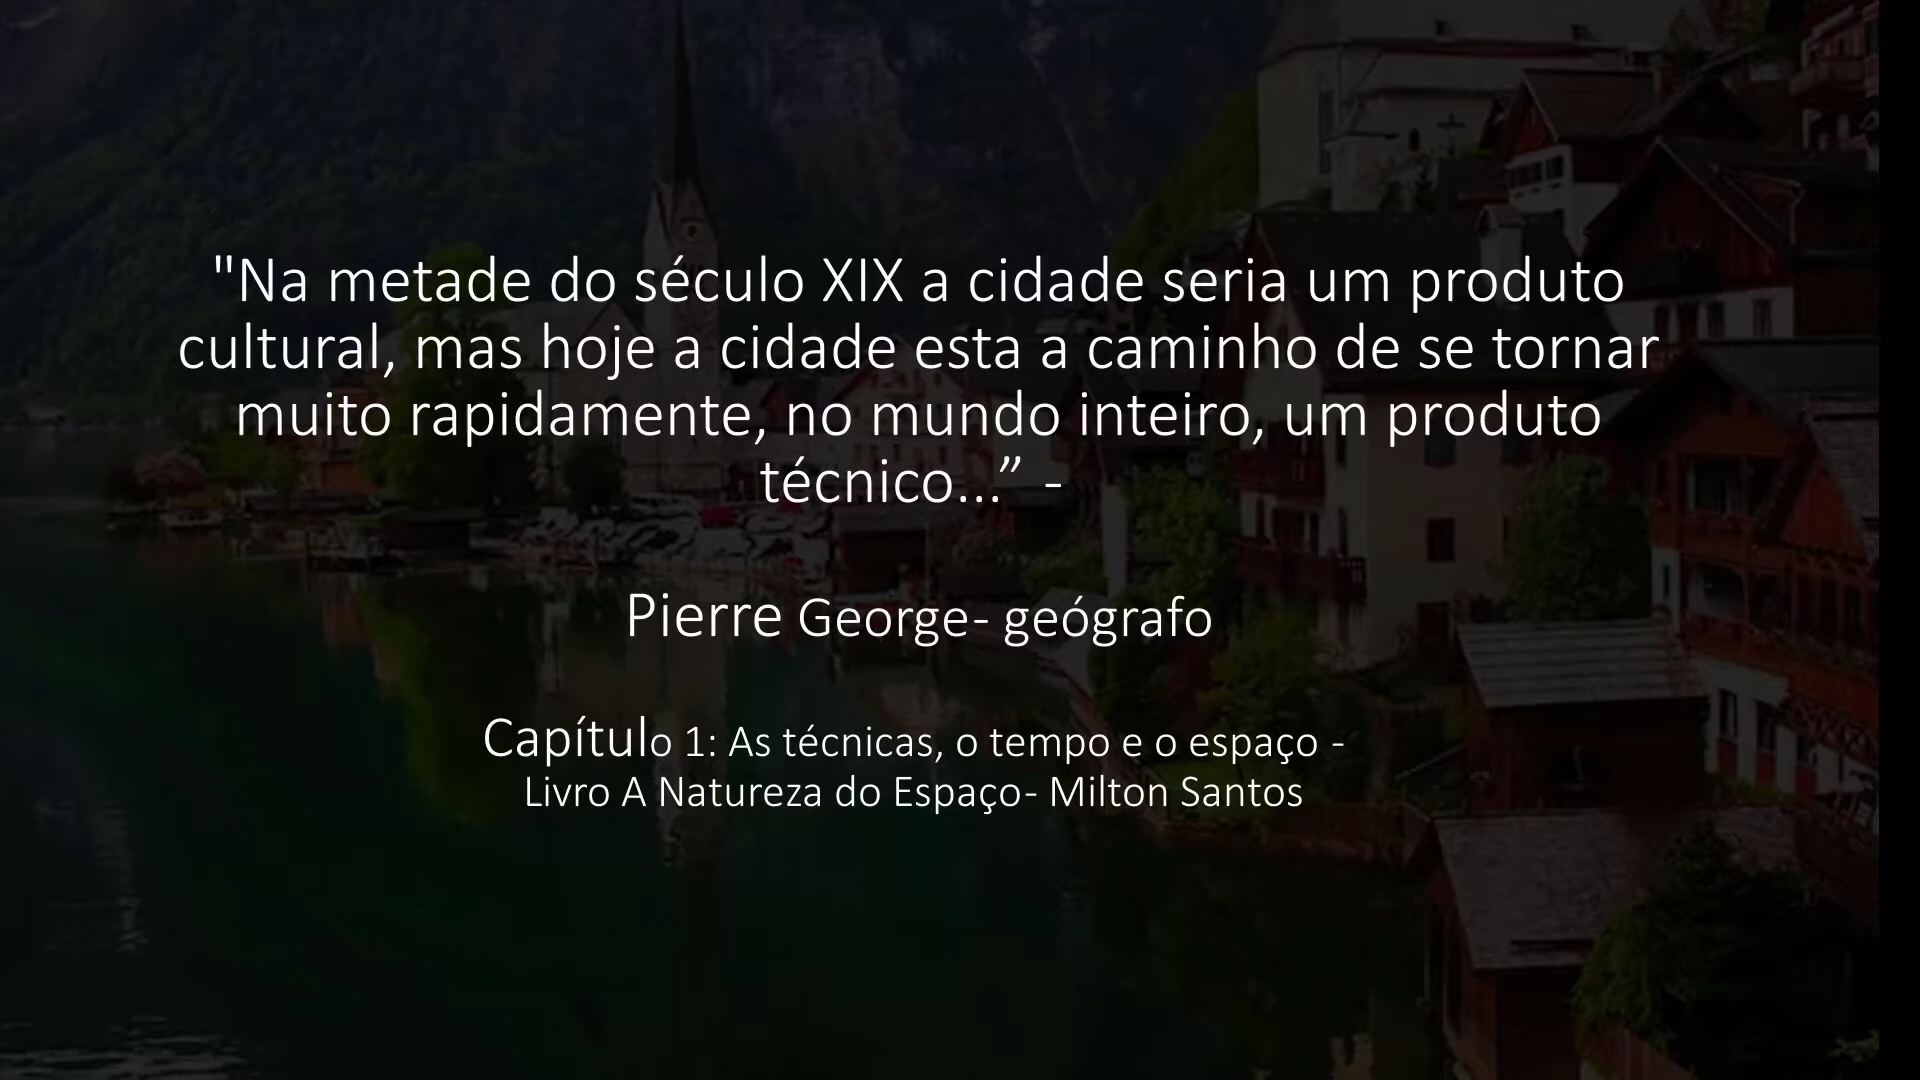 "Na metade do século XIX a cidade seria um produto
cultural, mas hoje a cidade esta a caminho de se tornar
muito rapidamente, no mundo inteiro, um produto
técnico...” -
Pierre George- geógrafo
Capítulo 1: As técnicas, o tempo e o espaço -
Livro A Natureza do Espaço- Milton Santos